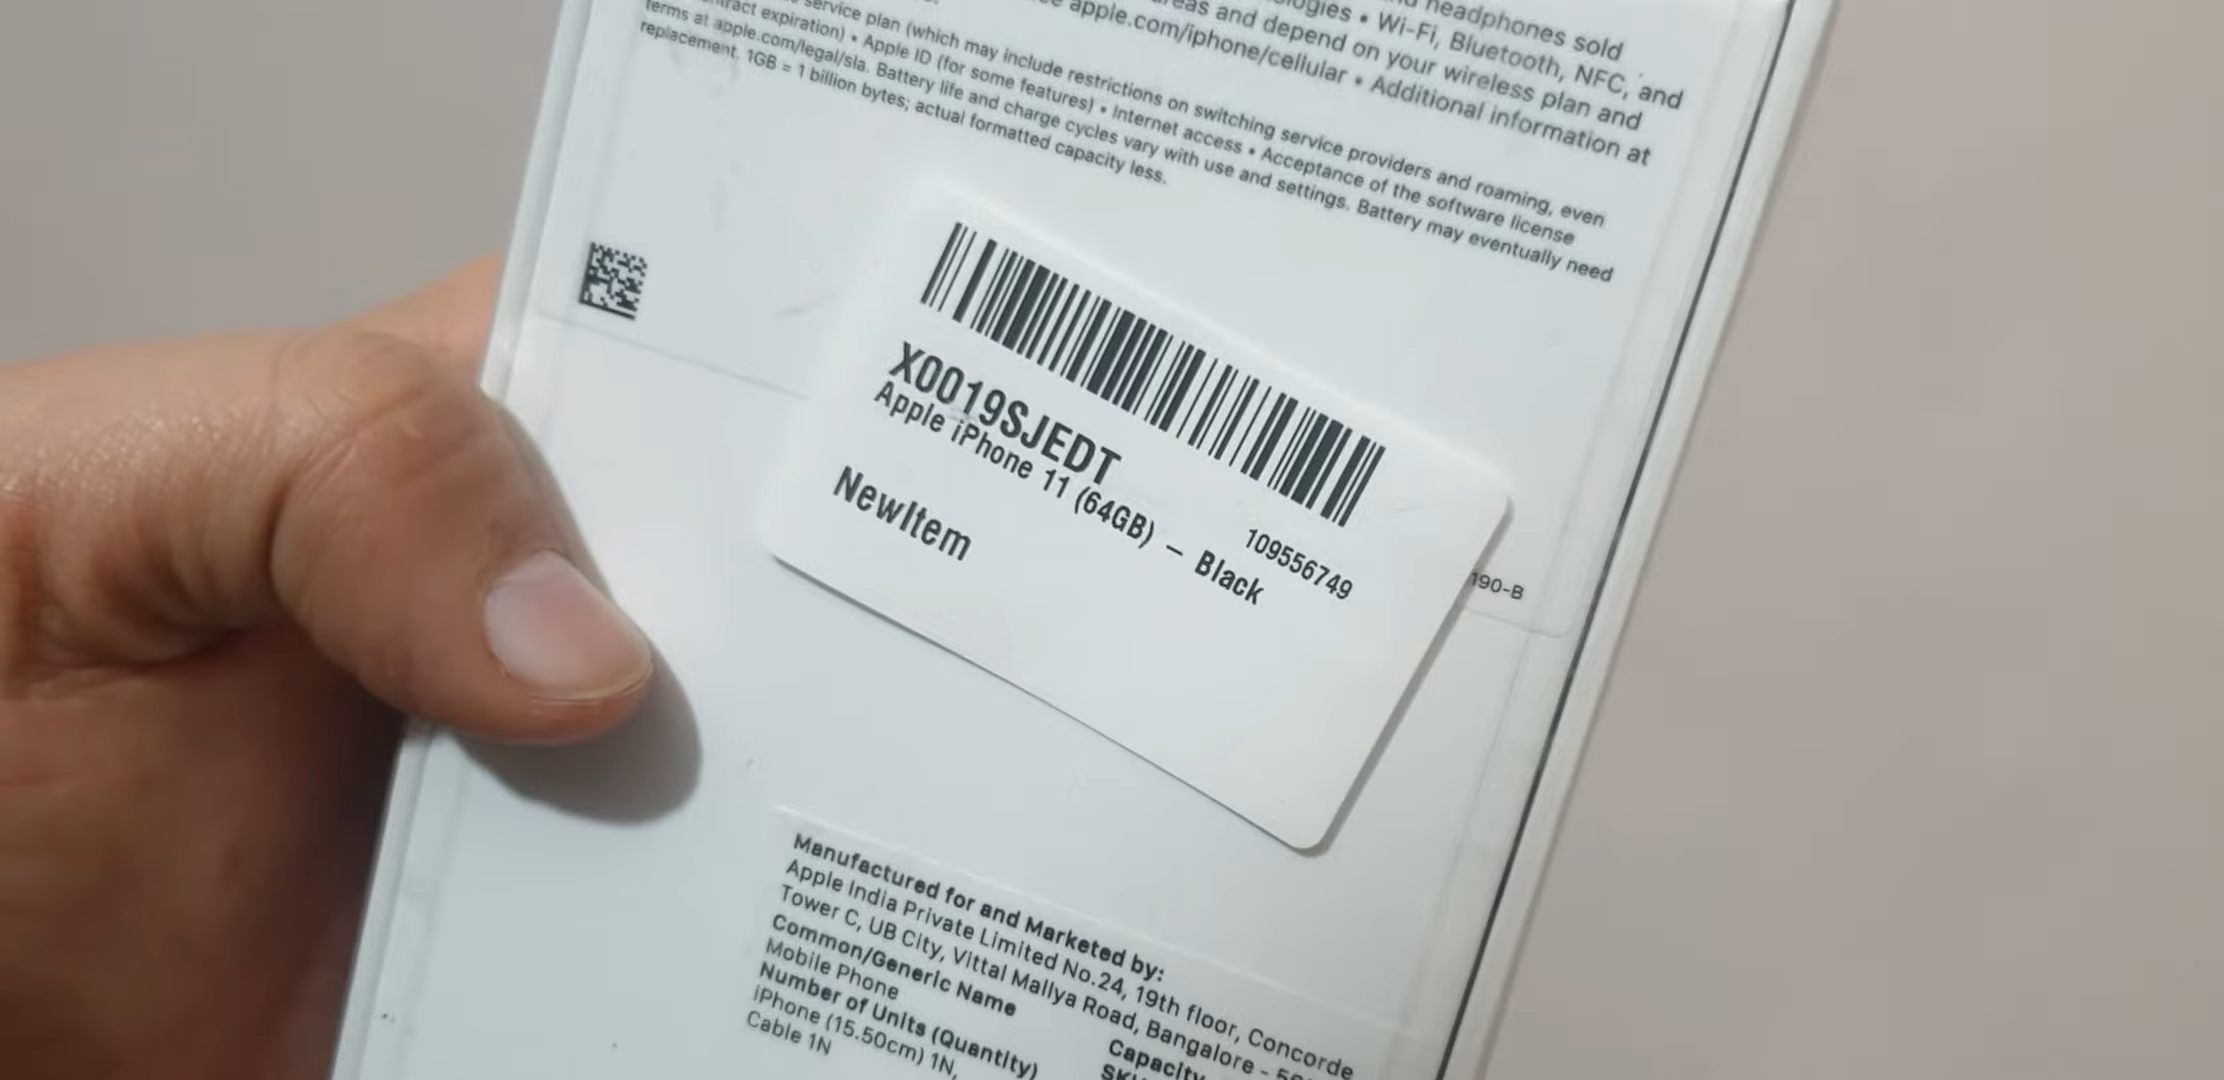 headphones sold
• Wi-Fi, Bluetooth, NFC, and
and depend on your wireless plan and
apple.com/iphone/cellular • Additional information at
service plan (which may include restrictions on switching service providers and roaming, even
expiration) • Apple ID (for some features) • Internet access • Acceptance of the software license
terms at apple.com/legal/sla. Battery life and charge cycles vary with use and settings. Battery may eventually need
replacement. 1GB = 1 billion bytes; actual formatted capacity less.
X0019SJEDT
109556749
Apple iPhone 11 (64GB) – Black
NewItem
190-B
Manufactured for and Marketed by:
Apple India Private Limited No.24, 19th floor, Concorde
Tower C, UB City, Vittal Mallya Road, Bangalore -
Common/Generic Name
Mobile Phone
Capacity
Number of Units (Quantity)
iPhone (15.50cm) 1N,
Cable 1N